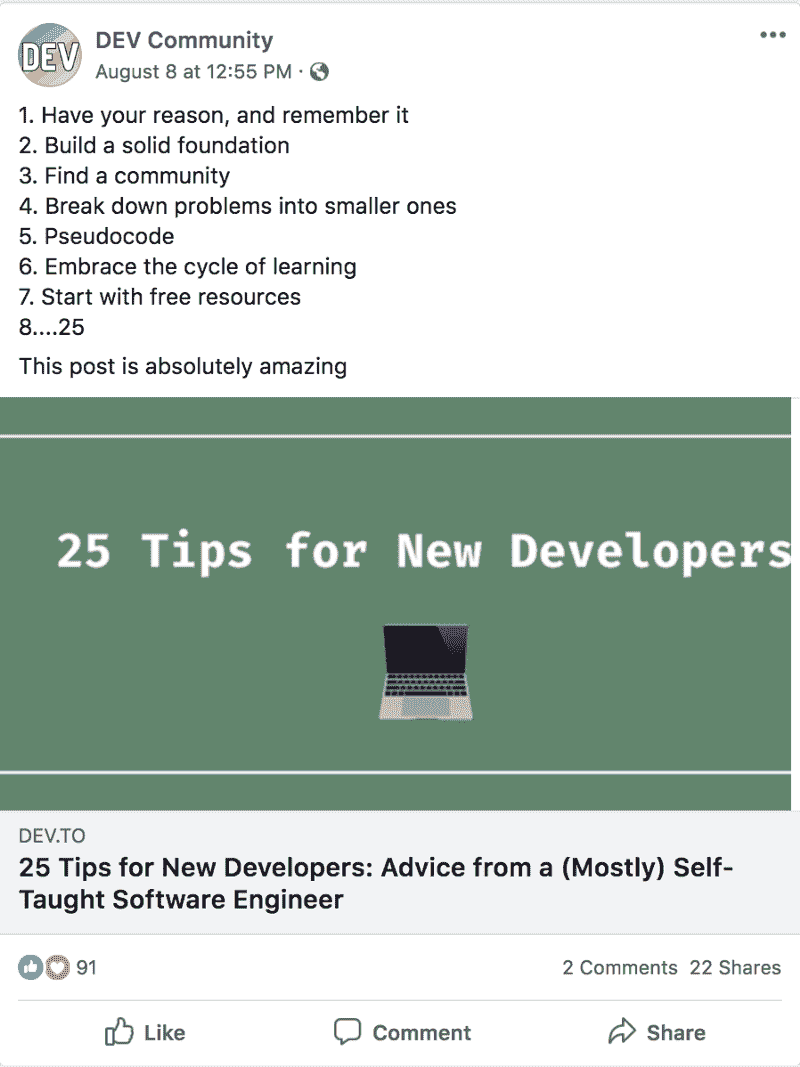 DEV
DEV Community
August 8 at 12:55 PM ·
1. Have your reason, and remember it
2. Build a solid foundation
3. Find a community
4. Break down problems into smaller ones
5. Pseudocode
6. Embrace the cycle of learning
7. Start with free resources
8....25
This post is absolutely amazing
25 Tips for New Developers
DEV.TO
25 Tips for New Developers: Advice from a (Mostly) Self-
Taught Software Engineer
91 2 Comments 22 Shares
Like Comment Share